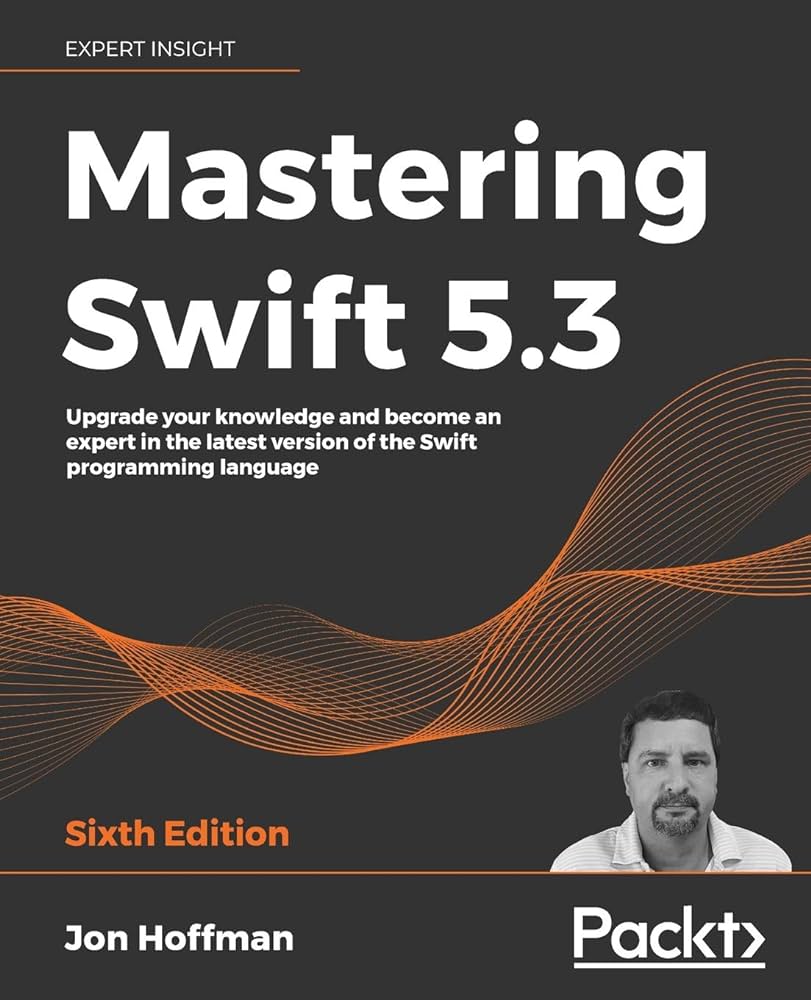 EXPERT INSIGHT
Mastering
Swift 5.3
Upgrade your knowledge and become an
expert in the latest version of the Swift
programming language
Sixth Edition
Jon Hoffman
Packt>